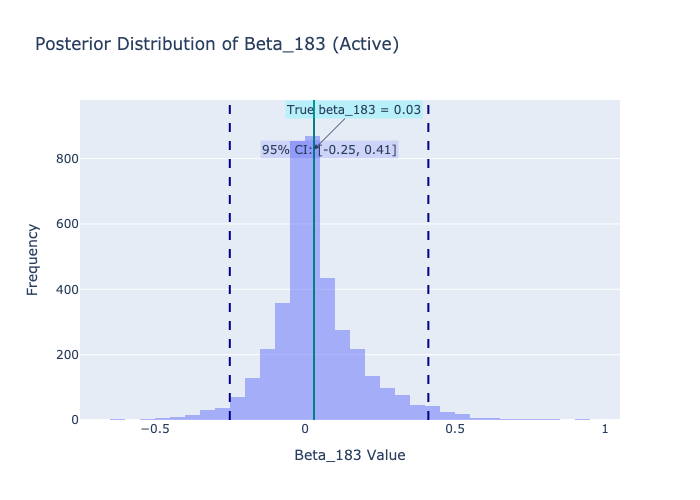 Posterior Distribution of Beta_183 (Active)
True beta_183 = 0.03
95% CI: [-0.25, 0.41]
800
600
400
200
0
Frequency
−0.5
0
0.5
1
Beta_183 Value